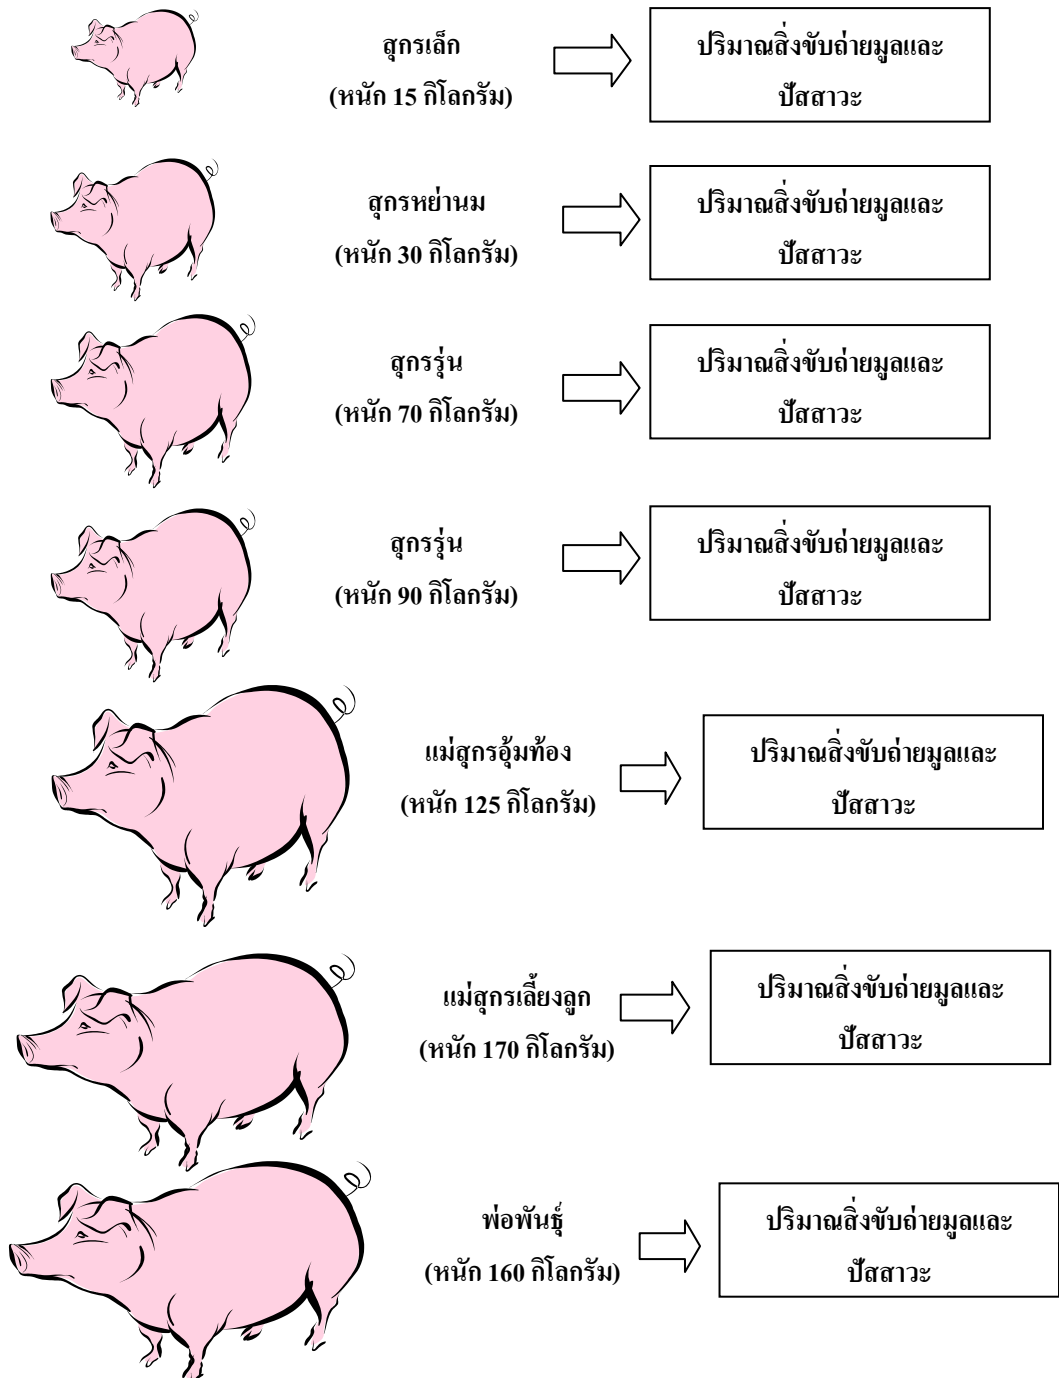 สุกรเล็ก
(หนัก 15 กิโลกรัม)
ปริมาณสิ่งขับถ่ายมูลและ
ปัสสาวะ
สุกรหย่านม
(หนัก 30 กิโลกรัม)
ปริมาณสิ่งขับถ่ายมูลและ
ปัสสาวะ
สุกรรุ่น
(หนัก 70 กิโลกรัม)
ปริมาณสิ่งขับถ่ายมูลและ
ปัสสาวะ
สุกรรุ่น
(หนัก 90 กิโลกรัม)
ปริมาณสิ่งขับถ่ายมูลและ
ปัสสาวะ
แม่สุกรอุ้มท้อง
(หนัก 125 กิโลกรัม)
ปริมาณสิ่งขับถ่ายมูลและ
ปัสสาวะ
แม่สุกรเลี้ยงลูก
(หนัก 170 กิโลกรัม)
ปริมาณสิ่งขับถ่ายมูลและ
ปัสสาวะ
พ่อพันธุ์
(หนัก 160 กิโลกรัม)
ปริมาณสิ่งขับถ่ายมูลและ
ปัสสาวะ